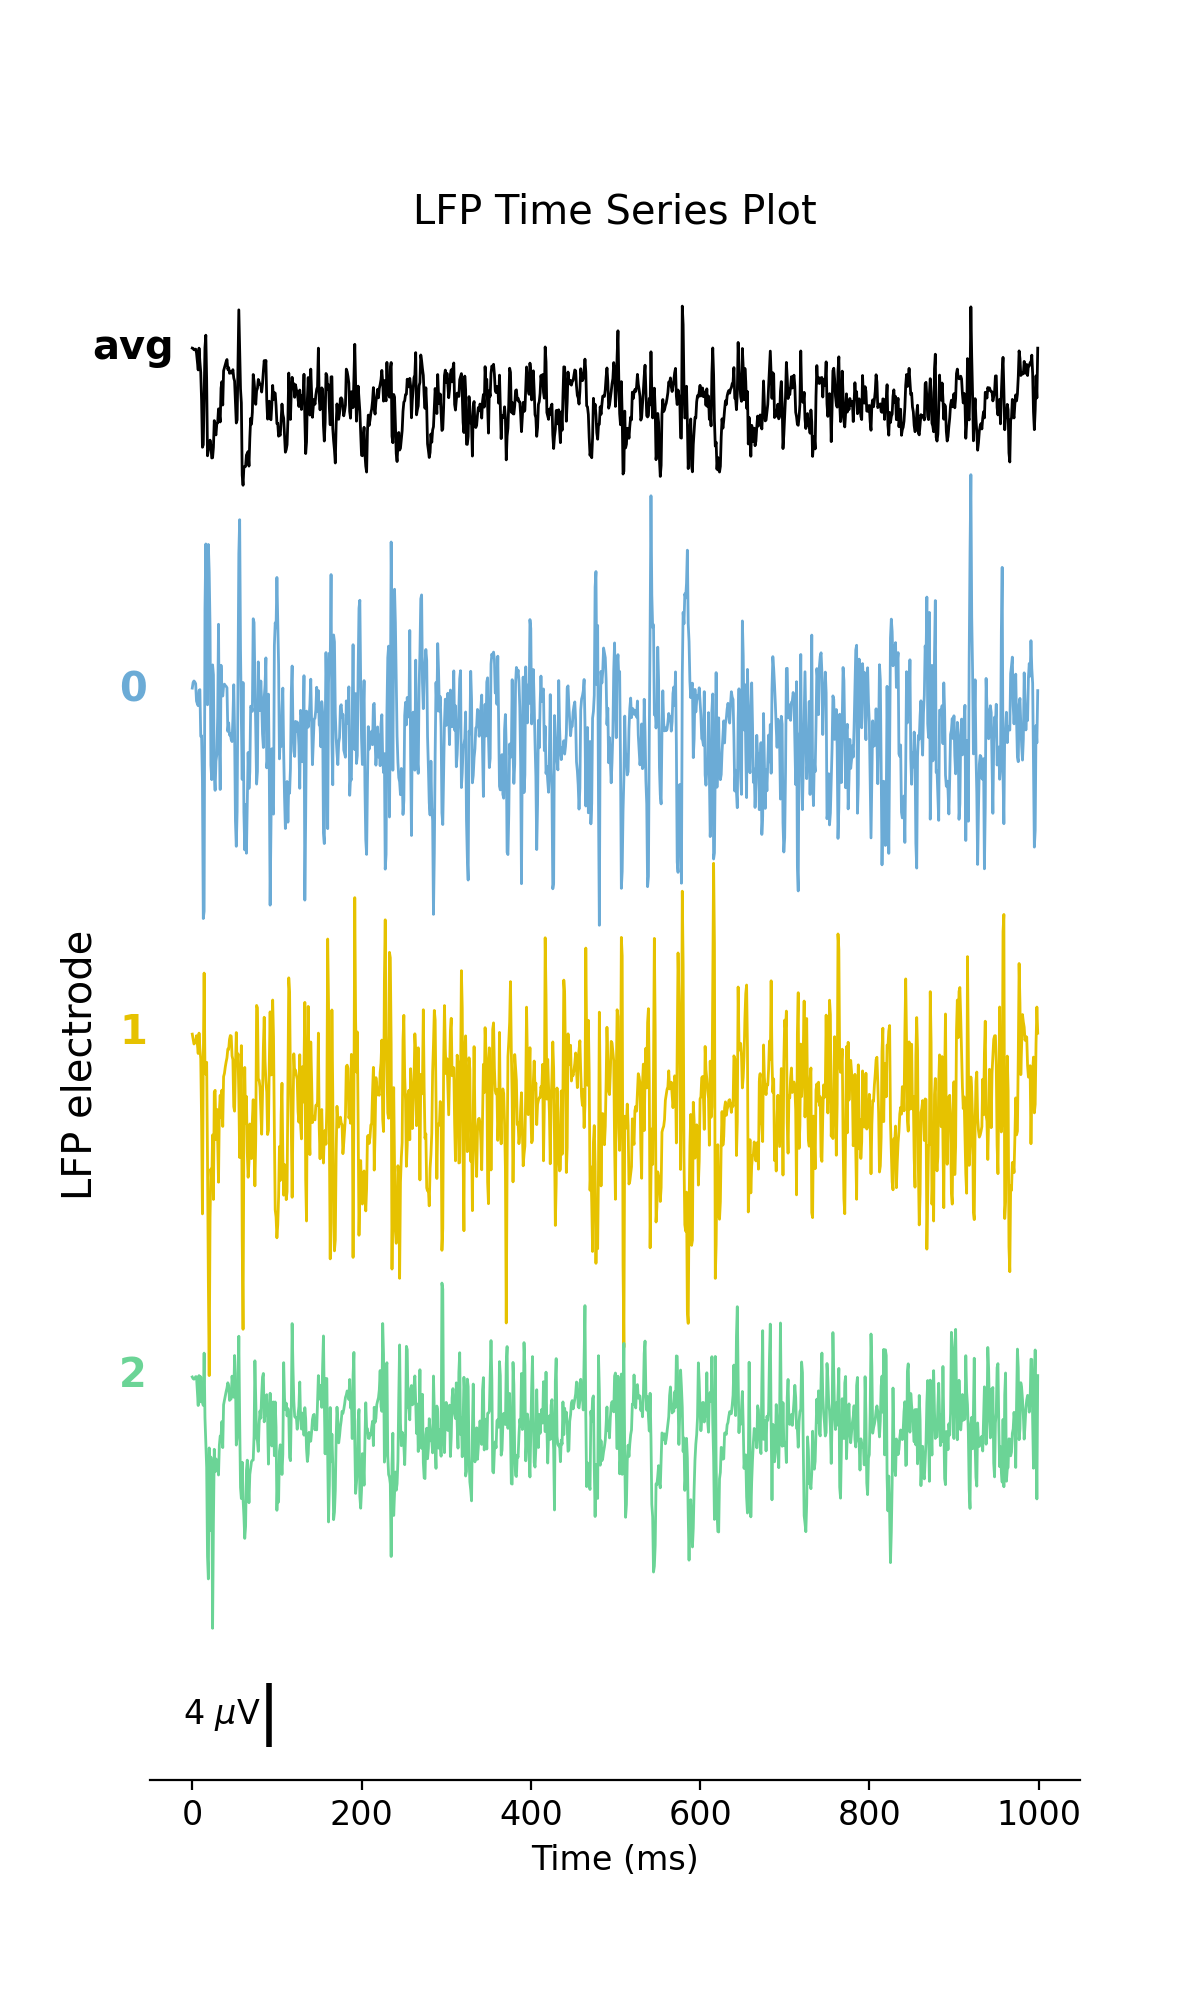 LFP Time Series Plot
avg
0
1
2
LFP electrode
4 μV
0 200 400 600 800 1000
Time (ms)